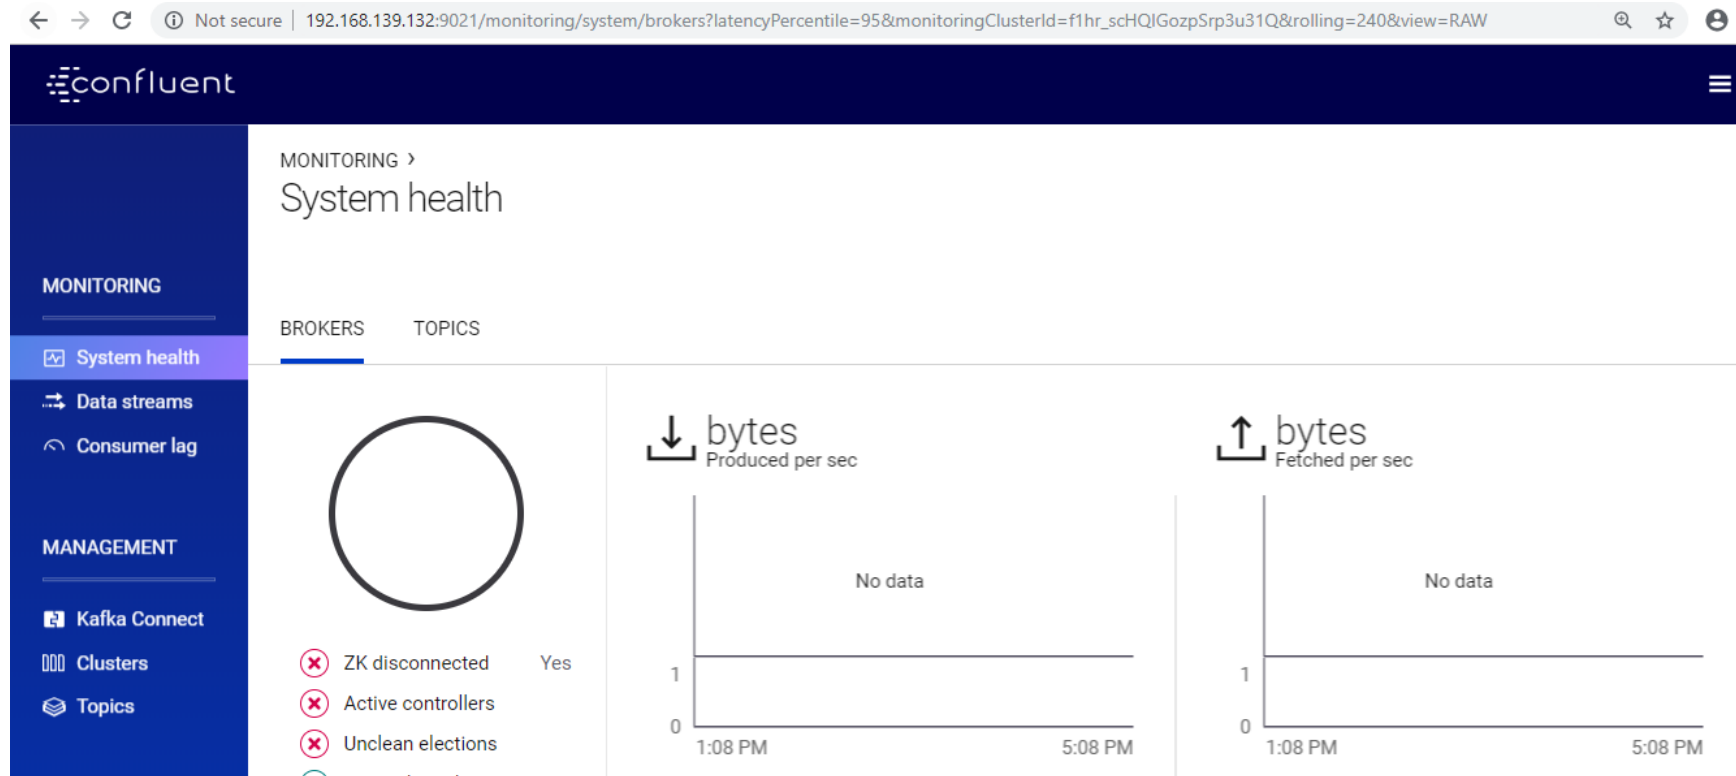 Not secure | 192.168.139.132:9021/monitoring/system/brokers?latencyPercentile=95&monitoringClusterId=f1hr_scHQlGozpSrp3u31Q&rolling=240&view=RAW
confluent
MONITORING >
System health
MONITORING
System health
Data streams
Consumer lag
MANAGEMENT
Kafka Connect
Clusters
Topics
BROKERS TOPICS
ZK disconnected Yes
Active controllers
Unclean elections
bytes
Produced per sec
No data
1
0
1:08 PM 5:08 PM
bytes
Fetched per sec
No data
1
0
1:08 PM 5:08 PM